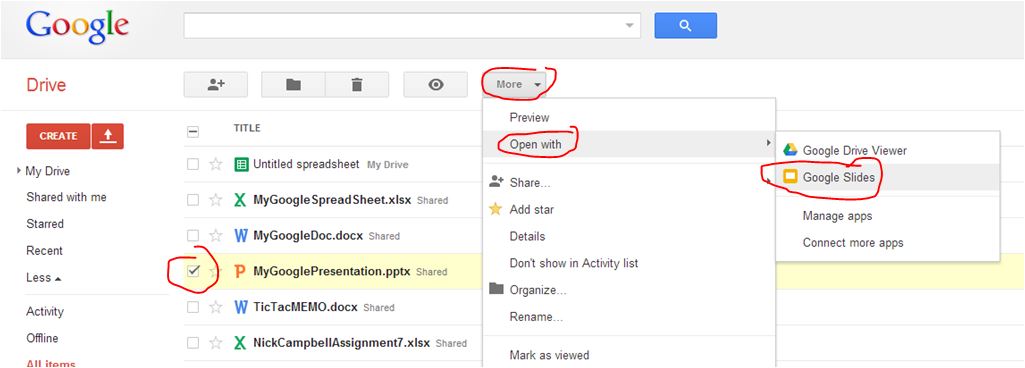 Google
Drive
More
CREATE
My Drive
Shared with me
Starred
Recent
Less
Activity
Offline
All items
TITLE
Untitled spreadsheet My Drive
MyGoogleSpreadSheet.xlsx Shared
MyGoogleDoc.docx Shared
MyGooglePresentation.pptx Shared
TicTacMEMO.docx Shared
NickCampbellAssignment7.xlsx Shared
Preview
Open with
Share...
Add star
Details
Don't show in Activity list
Organize...
Rename...
Mark as viewed
Google Drive Viewer
Google Slides
Manage apps
Connect more apps